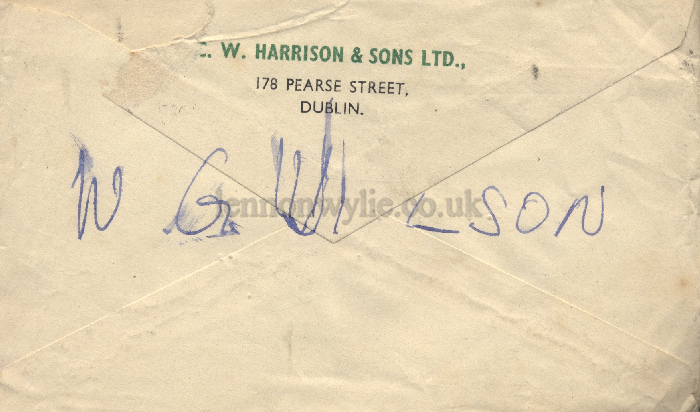 C. W. HARRISON & SONS LTD.,
178 PEARSE STREET,
DUBLIN.
W G WILSON
lennonwylie.co.uk